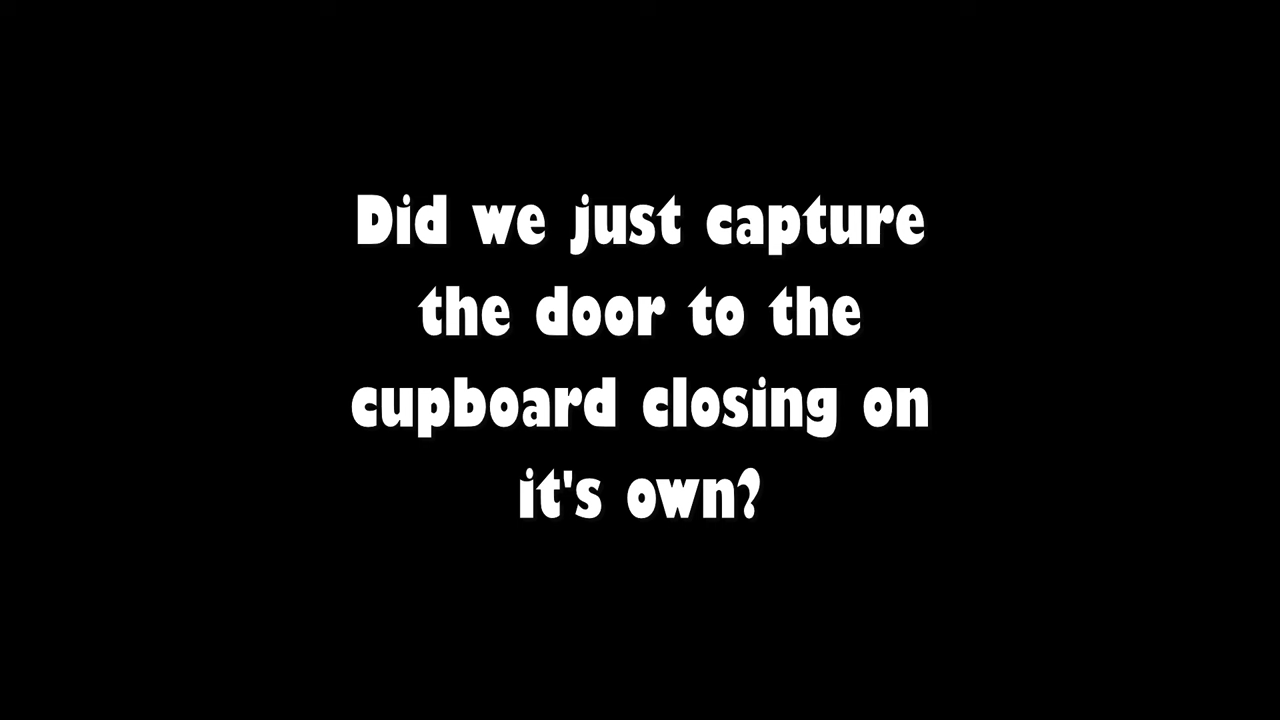 Did we just capture
the door to the
cupboard closing on
it's own?